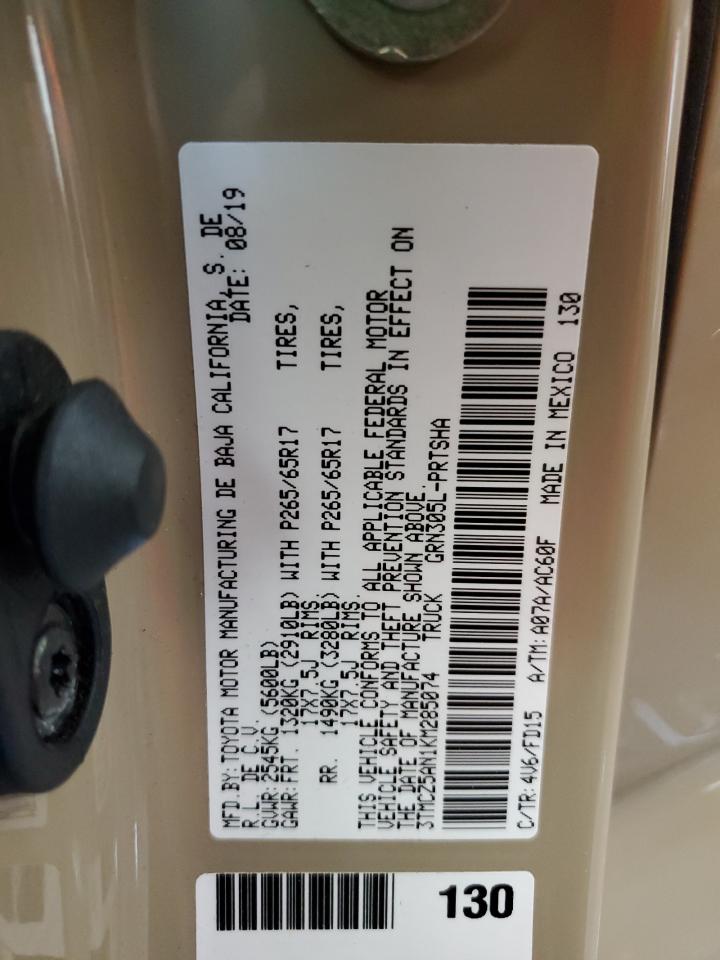 MFD.BY:TOYOTA MOTOR MANUFACTURING DE BAJA CALIFORNIA, S. DE
R.L. DE C.V. DATE: 08/19
GVWR:2545KG (5600LB)
GAWR:FRT. 1320KG (2910LB) WITH P265/65R17 TIRES,
17X7.5J RIMS.
RR. 1490KG (3280LB) WITH P265/65R17 TIRES,
17X7.5J RIMS.
THIS VEHICLE CONFORMS TO ALL APPLICABLE FEDERAL MOTOR
VEHICLE SAFETY AND THEFT PREVENTION STANDARDS IN EFFECT ON
THE DATE OF MANUFACTURE SHOWN ABOVE.
3TMCZ5AN1KM285074 TRUCK GRN305L-PRTSHA
C/TR:4V6/FD15 A/TM:A07A/AC60F MADE IN MEXICO 130
130